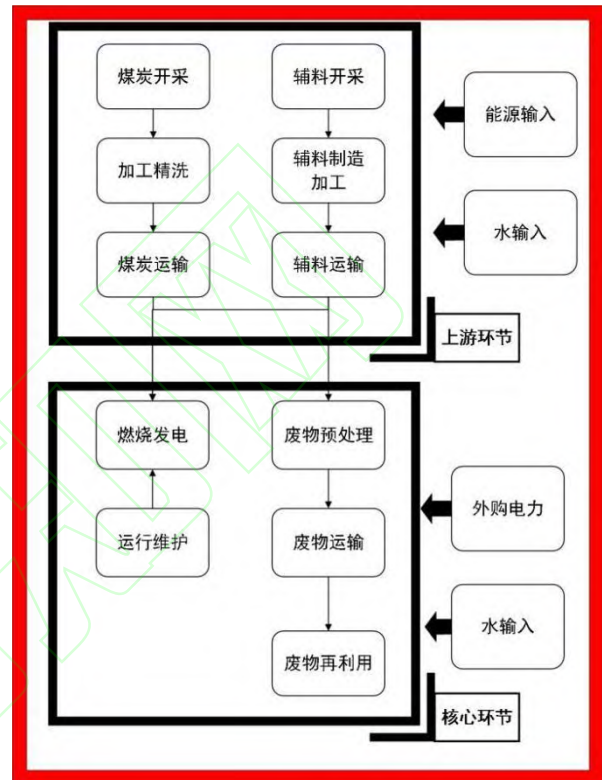 煤炭开采
辅料开采
能源输入
加工精洗
辅料制造
加工
煤炭运输
辅料运输
水输入
上游环节
燃烧发电
废物预处理
外购电力
运行维护
废物运输
水输入
废物再利用
核心环节